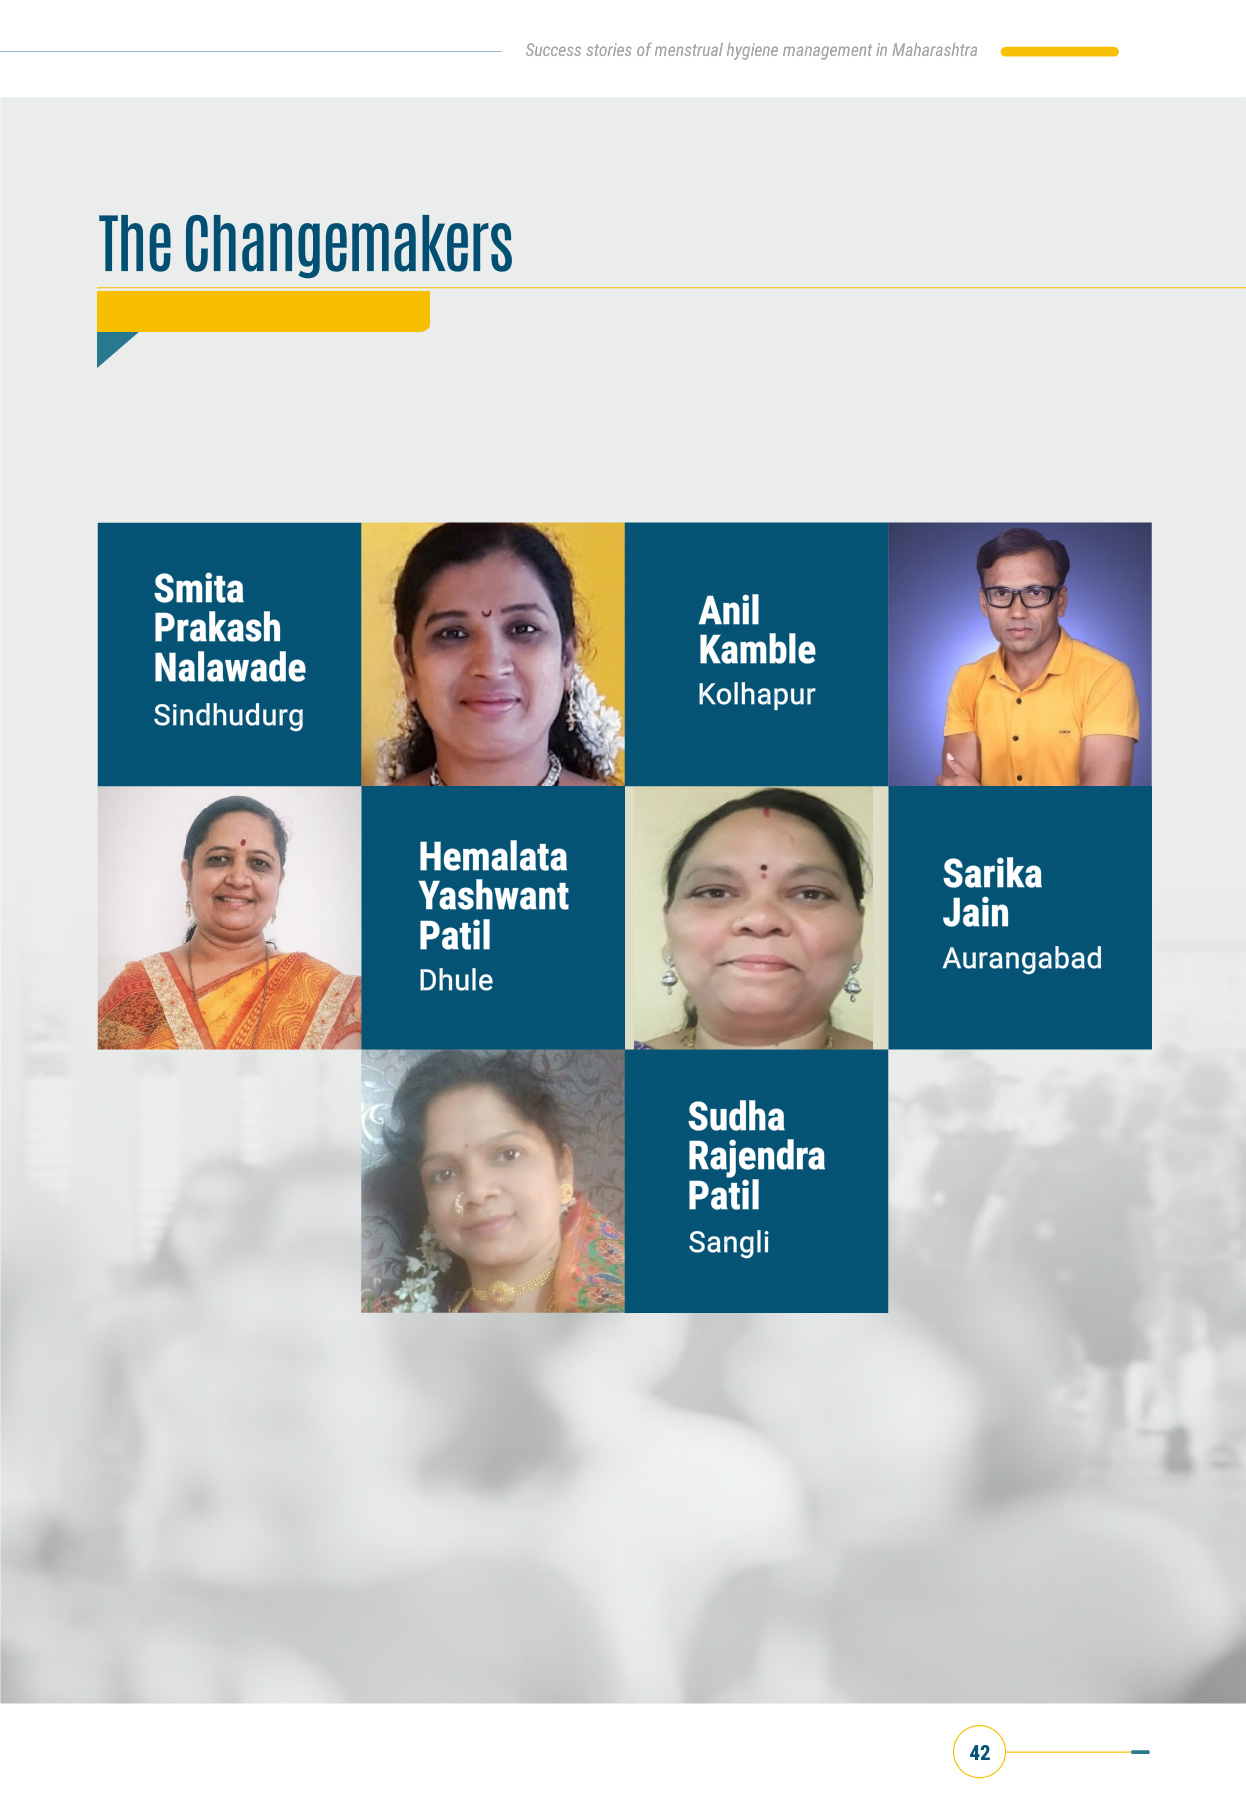 Success stories of menstrual hygiene management in Maharashtra
The Changemakers
Smita
Prakash
Nalawade
Sindhudurg
Anil
Kamble
Kolhapur
Hemalata
Yashwant
Patil
Dhule
Sarika
Jain
Aurangabad
Sudha
Rajendra
Patil
Sangli
42